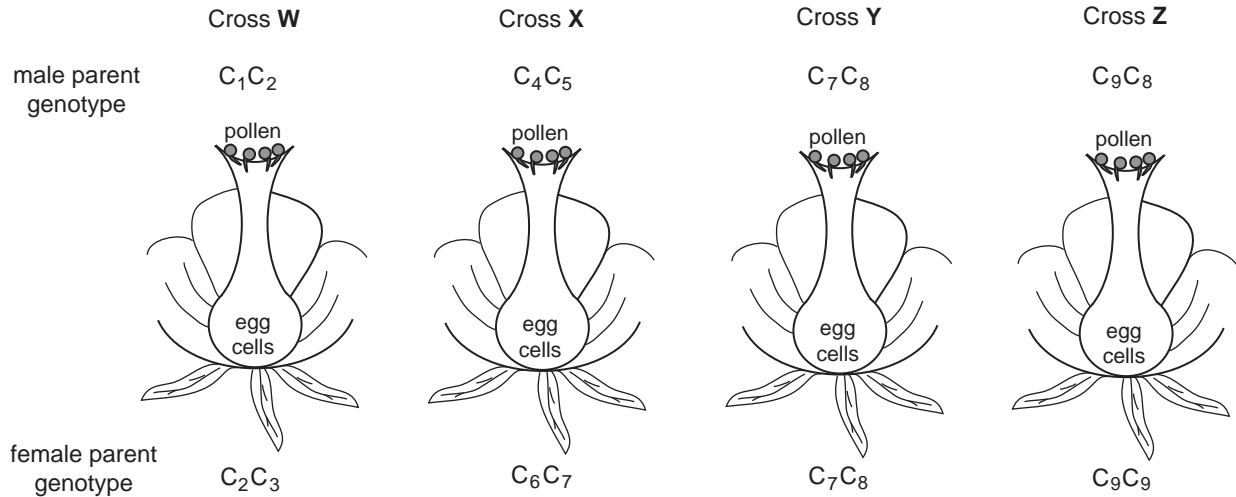 Cross W Cross X Cross Y Cross Z
male parent genotype C₁C₂ C₄C₅ C₇C₈ C₉C₈
pollen pollen pollen pollen
egg cells egg cells egg cells egg cells
female parent genotype C₂C₃ C₆C₇ C₇C₈ C₉C₉